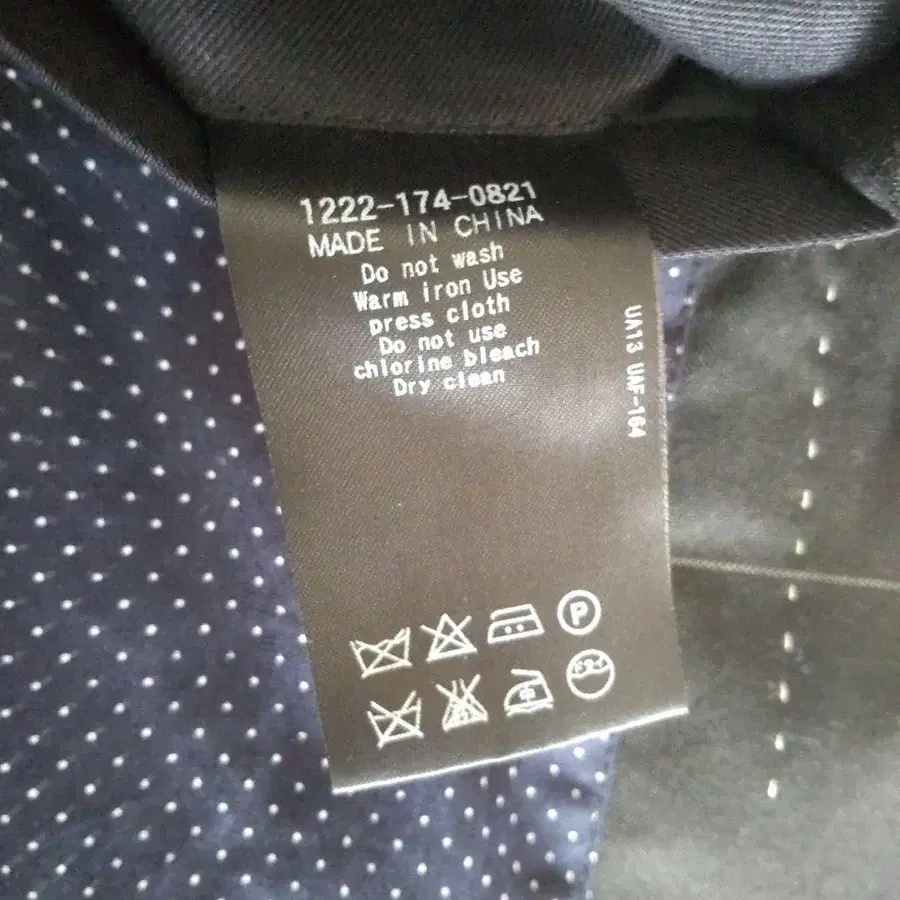 1222-174-0821
MADE IN CHINA
Do not wash
Warm iron Use
press cloth
Do not use
chlorine bleach
Dry clean
UA13 UAF-164
P